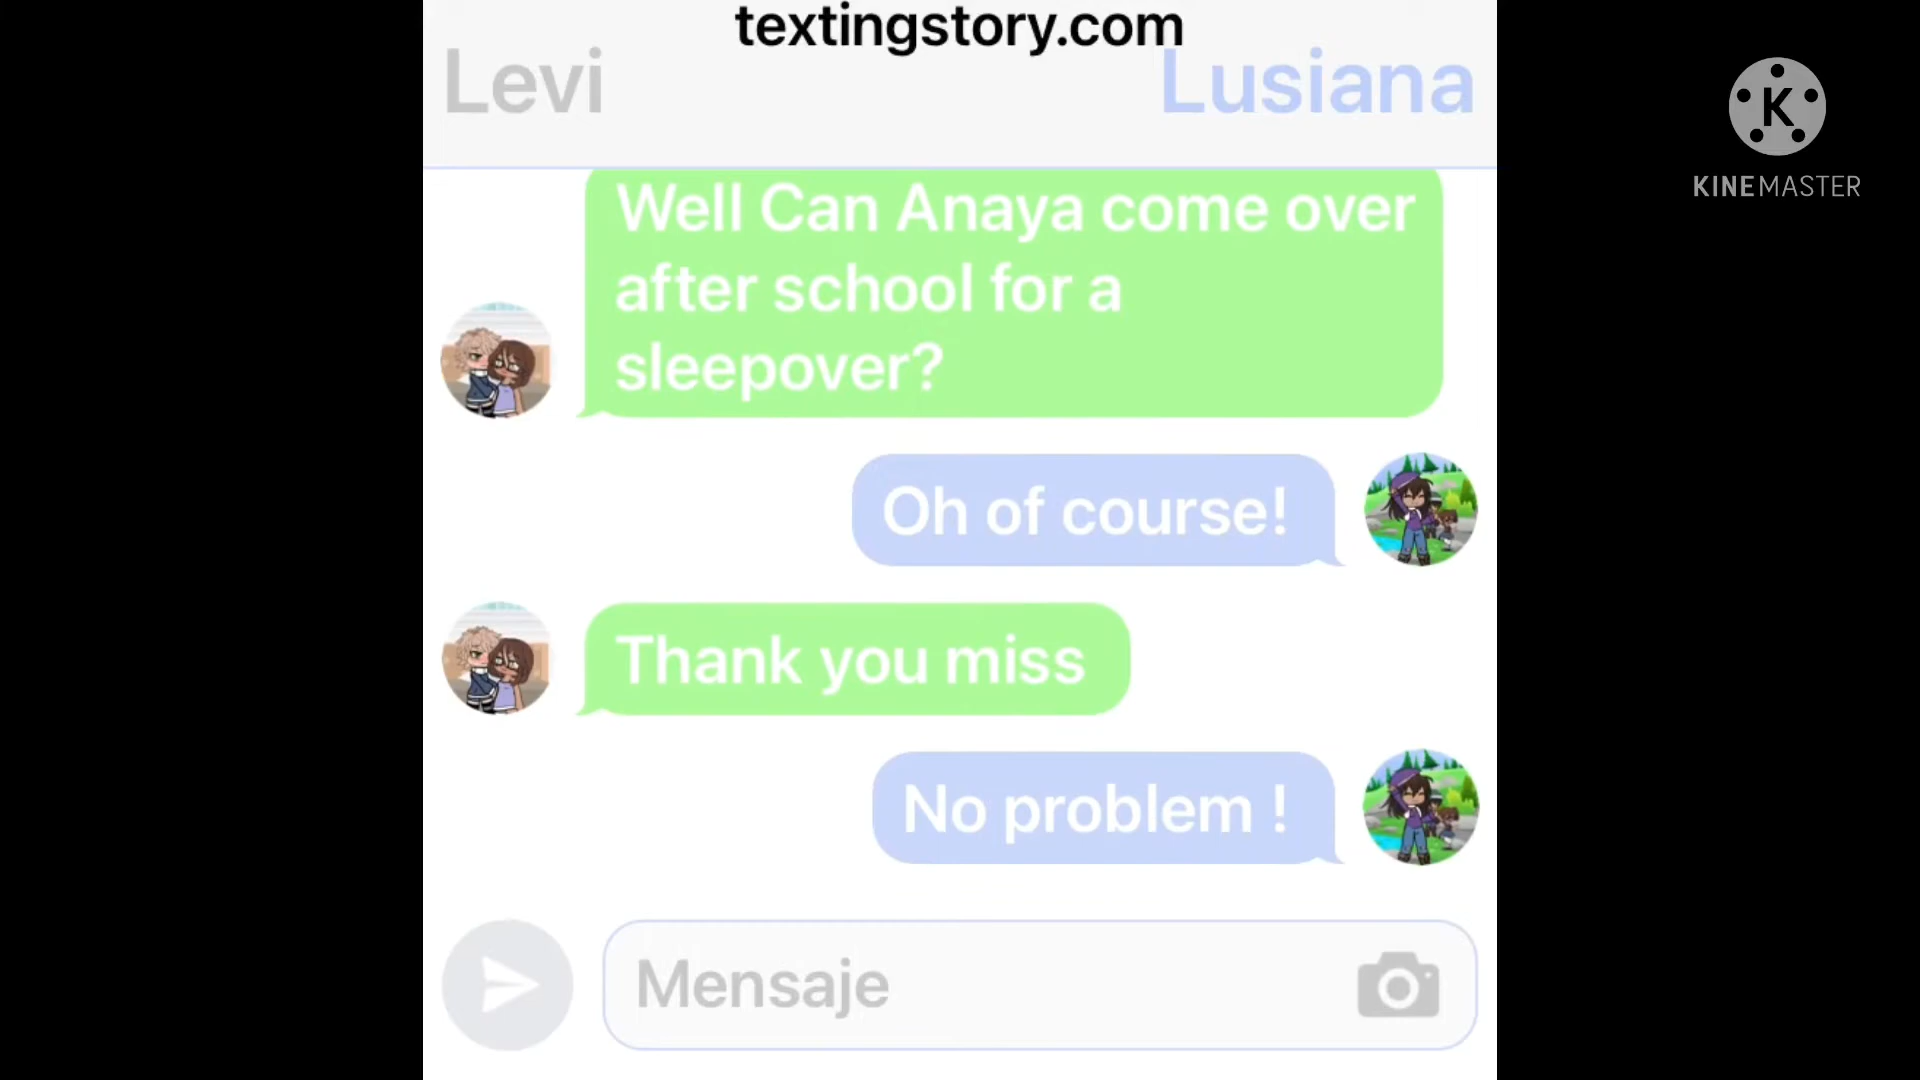 textingstory.com
Levi
Lusiana
K
KINEMASTER
Well Can Anaya come over
after school for a
sleepover?
Oh of course!
Thank you miss
No problem !
Mensaje